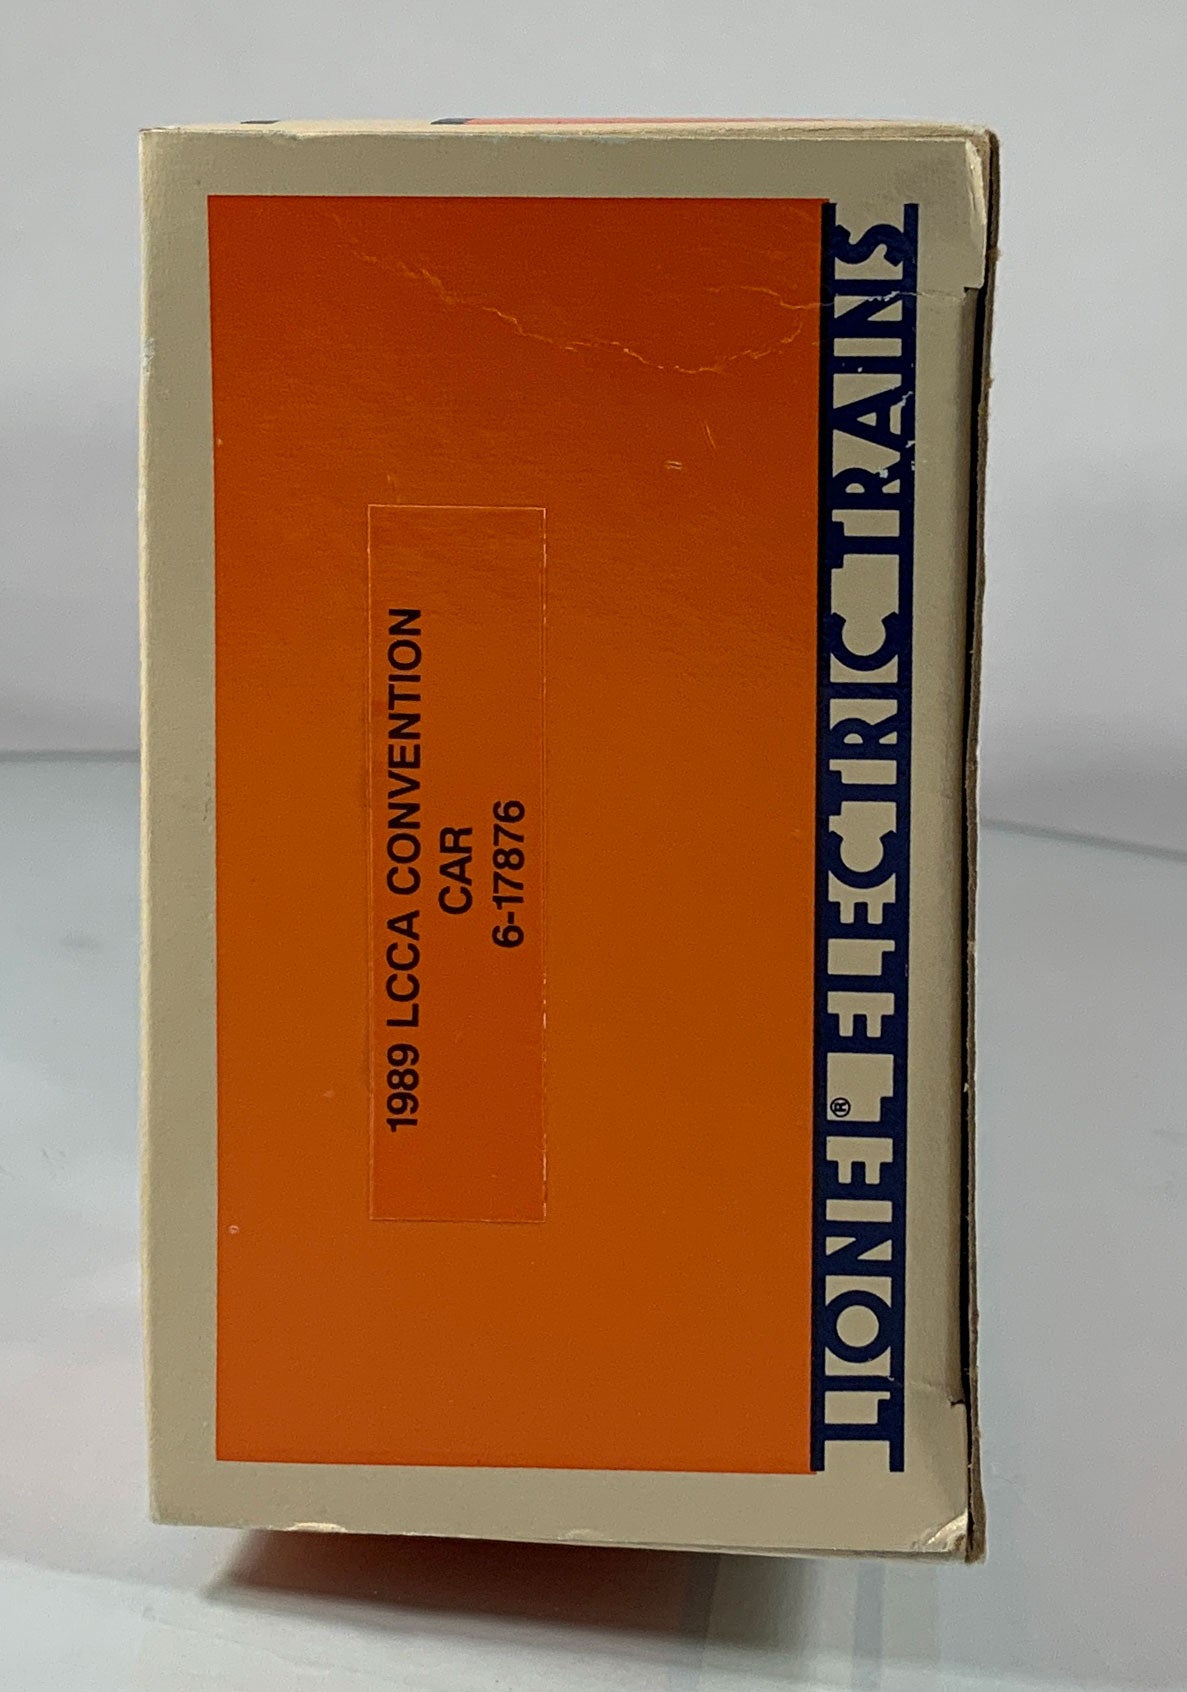 1989 LCCA CONVENTION
CAR
6-17876
LIONEL® ELECTRIC TRAINS